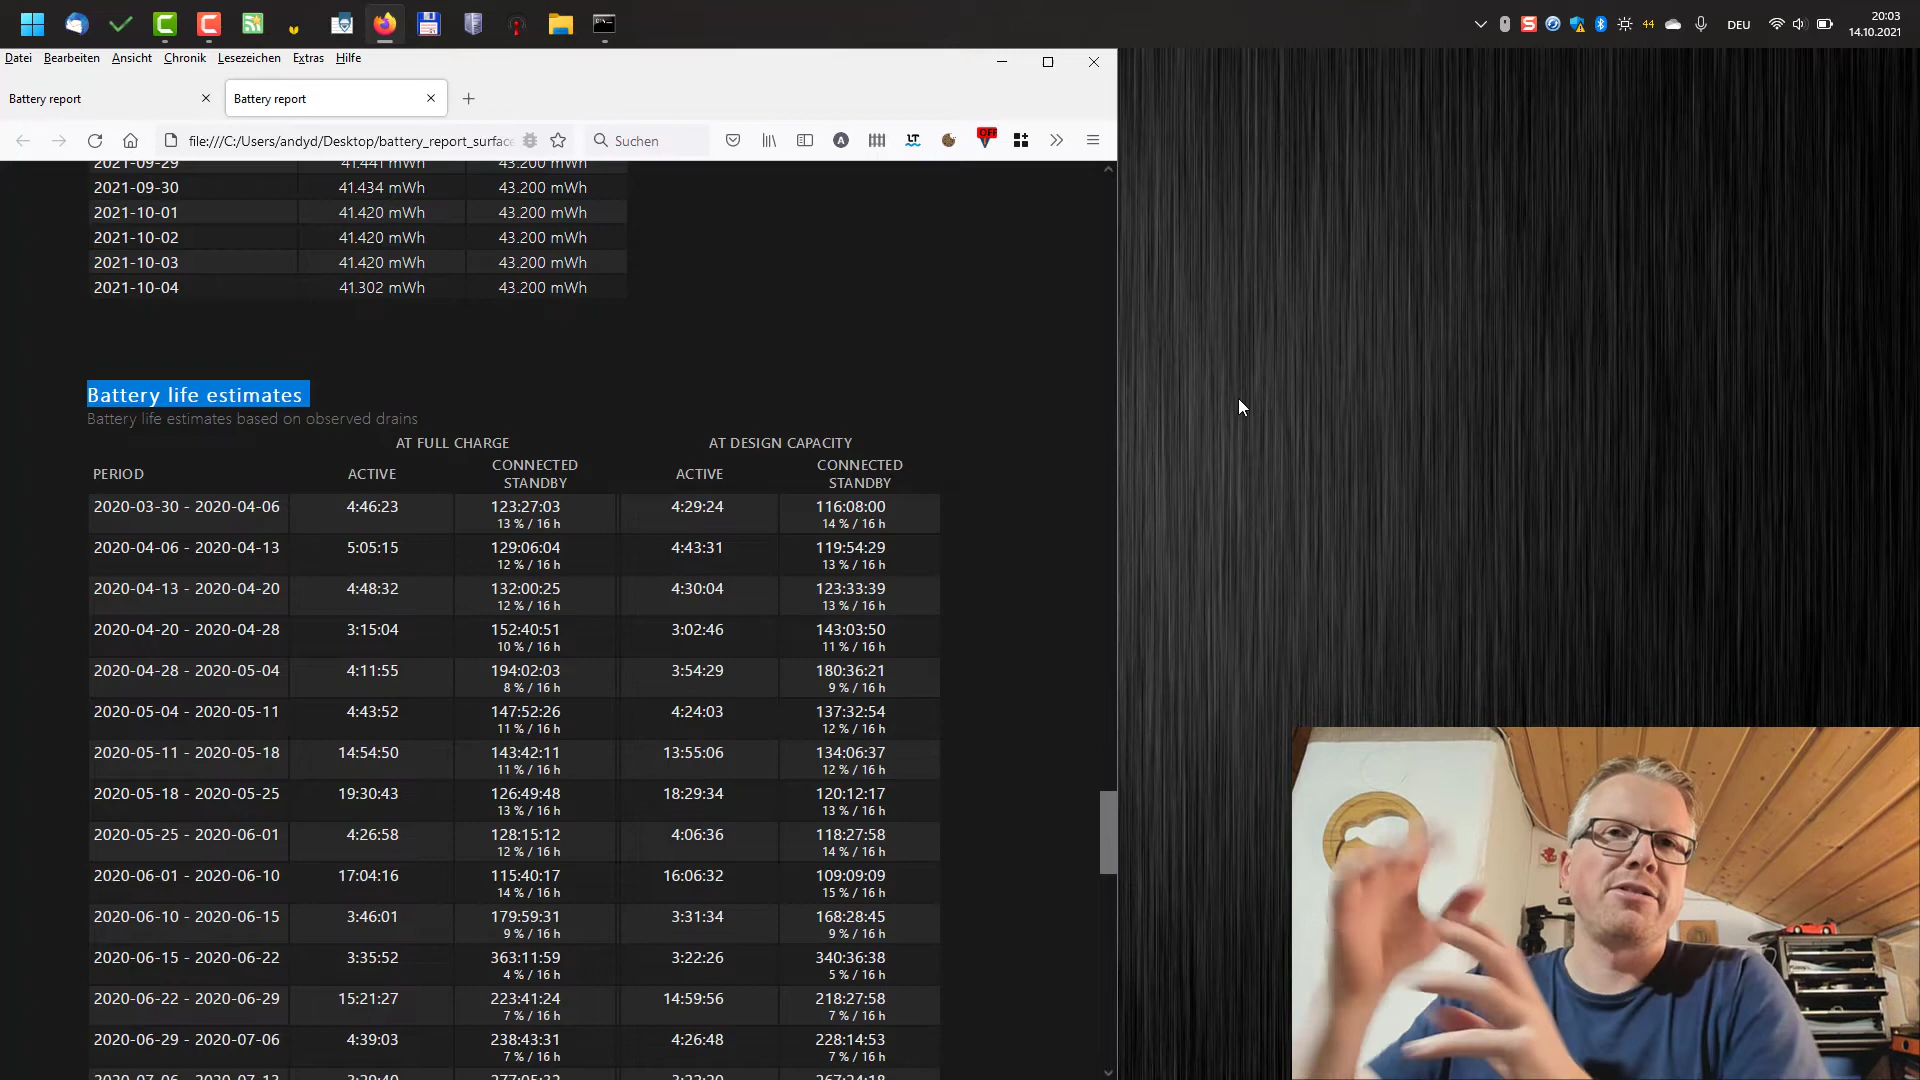 44
DEU
20:03
14.10.2021
Datei Bearbeiten Ansicht Chronik Lesezeichen Extras Hilfe
Battery report
Battery report
file:///C:/Users/andyd/Desktop/battery_report_surface
Suchen
OFF
2021-09-29 41.441 mWh 43.200 mWh
2021-09-30 41.434 mWh 43.200 mWh
2021-10-01 41.420 mWh 43.200 mWh
2021-10-02 41.420 mWh 43.200 mWh
2021-10-03 41.420 mWh 43.200 mWh
2021-10-04 41.302 mWh 43.200 mWh
Battery life estimates
Battery life estimates based on observed drains
AT FULL CHARGE AT DESIGN CAPACITY
PERIOD ACTIVE CONNECTED STANDBY ACTIVE CONNECTED STANDBY
2020-03-30 - 2020-04-06 4:46:23 123:27:03 4:29:24 116:08:00
13 % / 16 h 14 % / 16 h
2020-04-06 - 2020-04-13 5:05:15 129:06:04 4:43:31 119:54:29
12 % / 16 h 13 % / 16 h
2020-04-13 - 2020-04-20 4:48:32 132:00:25 4:30:04 123:33:39
12 % / 16 h 13 % / 16 h
2020-04-20 - 2020-04-28 3:15:04 152:40:51 3:02:46 143:03:50
10 % / 16 h 11 % / 16 h
2020-04-28 - 2020-05-04 4:11:55 194:02:03 3:54:29 180:36:21
8 % / 16 h 9 % / 16 h
2020-05-04 - 2020-05-11 4:43:52 147:52:26 4:24:03 137:32:54
11 % / 16 h 12 % / 16 h
2020-05-11 - 2020-05-18 14:54:50 143:42:11 13:55:06 134:06:37
11 % / 16 h 12 % / 16 h
2020-05-18 - 2020-05-25 19:30:43 126:49:48 18:29:34 120:12:17
13 % / 16 h 13 % / 16 h
2020-05-25 - 2020-06-01 4:26:58 128:15:12 4:06:36 118:27:58
12 % / 16 h 14 % / 16 h
2020-06-01 - 2020-06-10 17:04:16 115:40:17 16:06:32 109:09:09
14 % / 16 h 15 % / 16 h
2020-06-10 - 2020-06-15 3:46:01 179:59:31 3:31:34 168:28:45
9 % / 16 h 9 % / 16 h
2020-06-15 - 2020-06-22 3:35:52 363:11:59 3:22:26 340:36:38
4 % / 16 h 5 % / 16 h
2020-06-22 - 2020-06-29 15:21:27 223:41:24 14:59:56 218:27:58
7 % / 16 h 7 % / 16 h
2020-06-29 - 2020-07-06 4:39:03 238:43:31 4:26:48 228:14:53
7 % / 16 h 7 % / 16 h